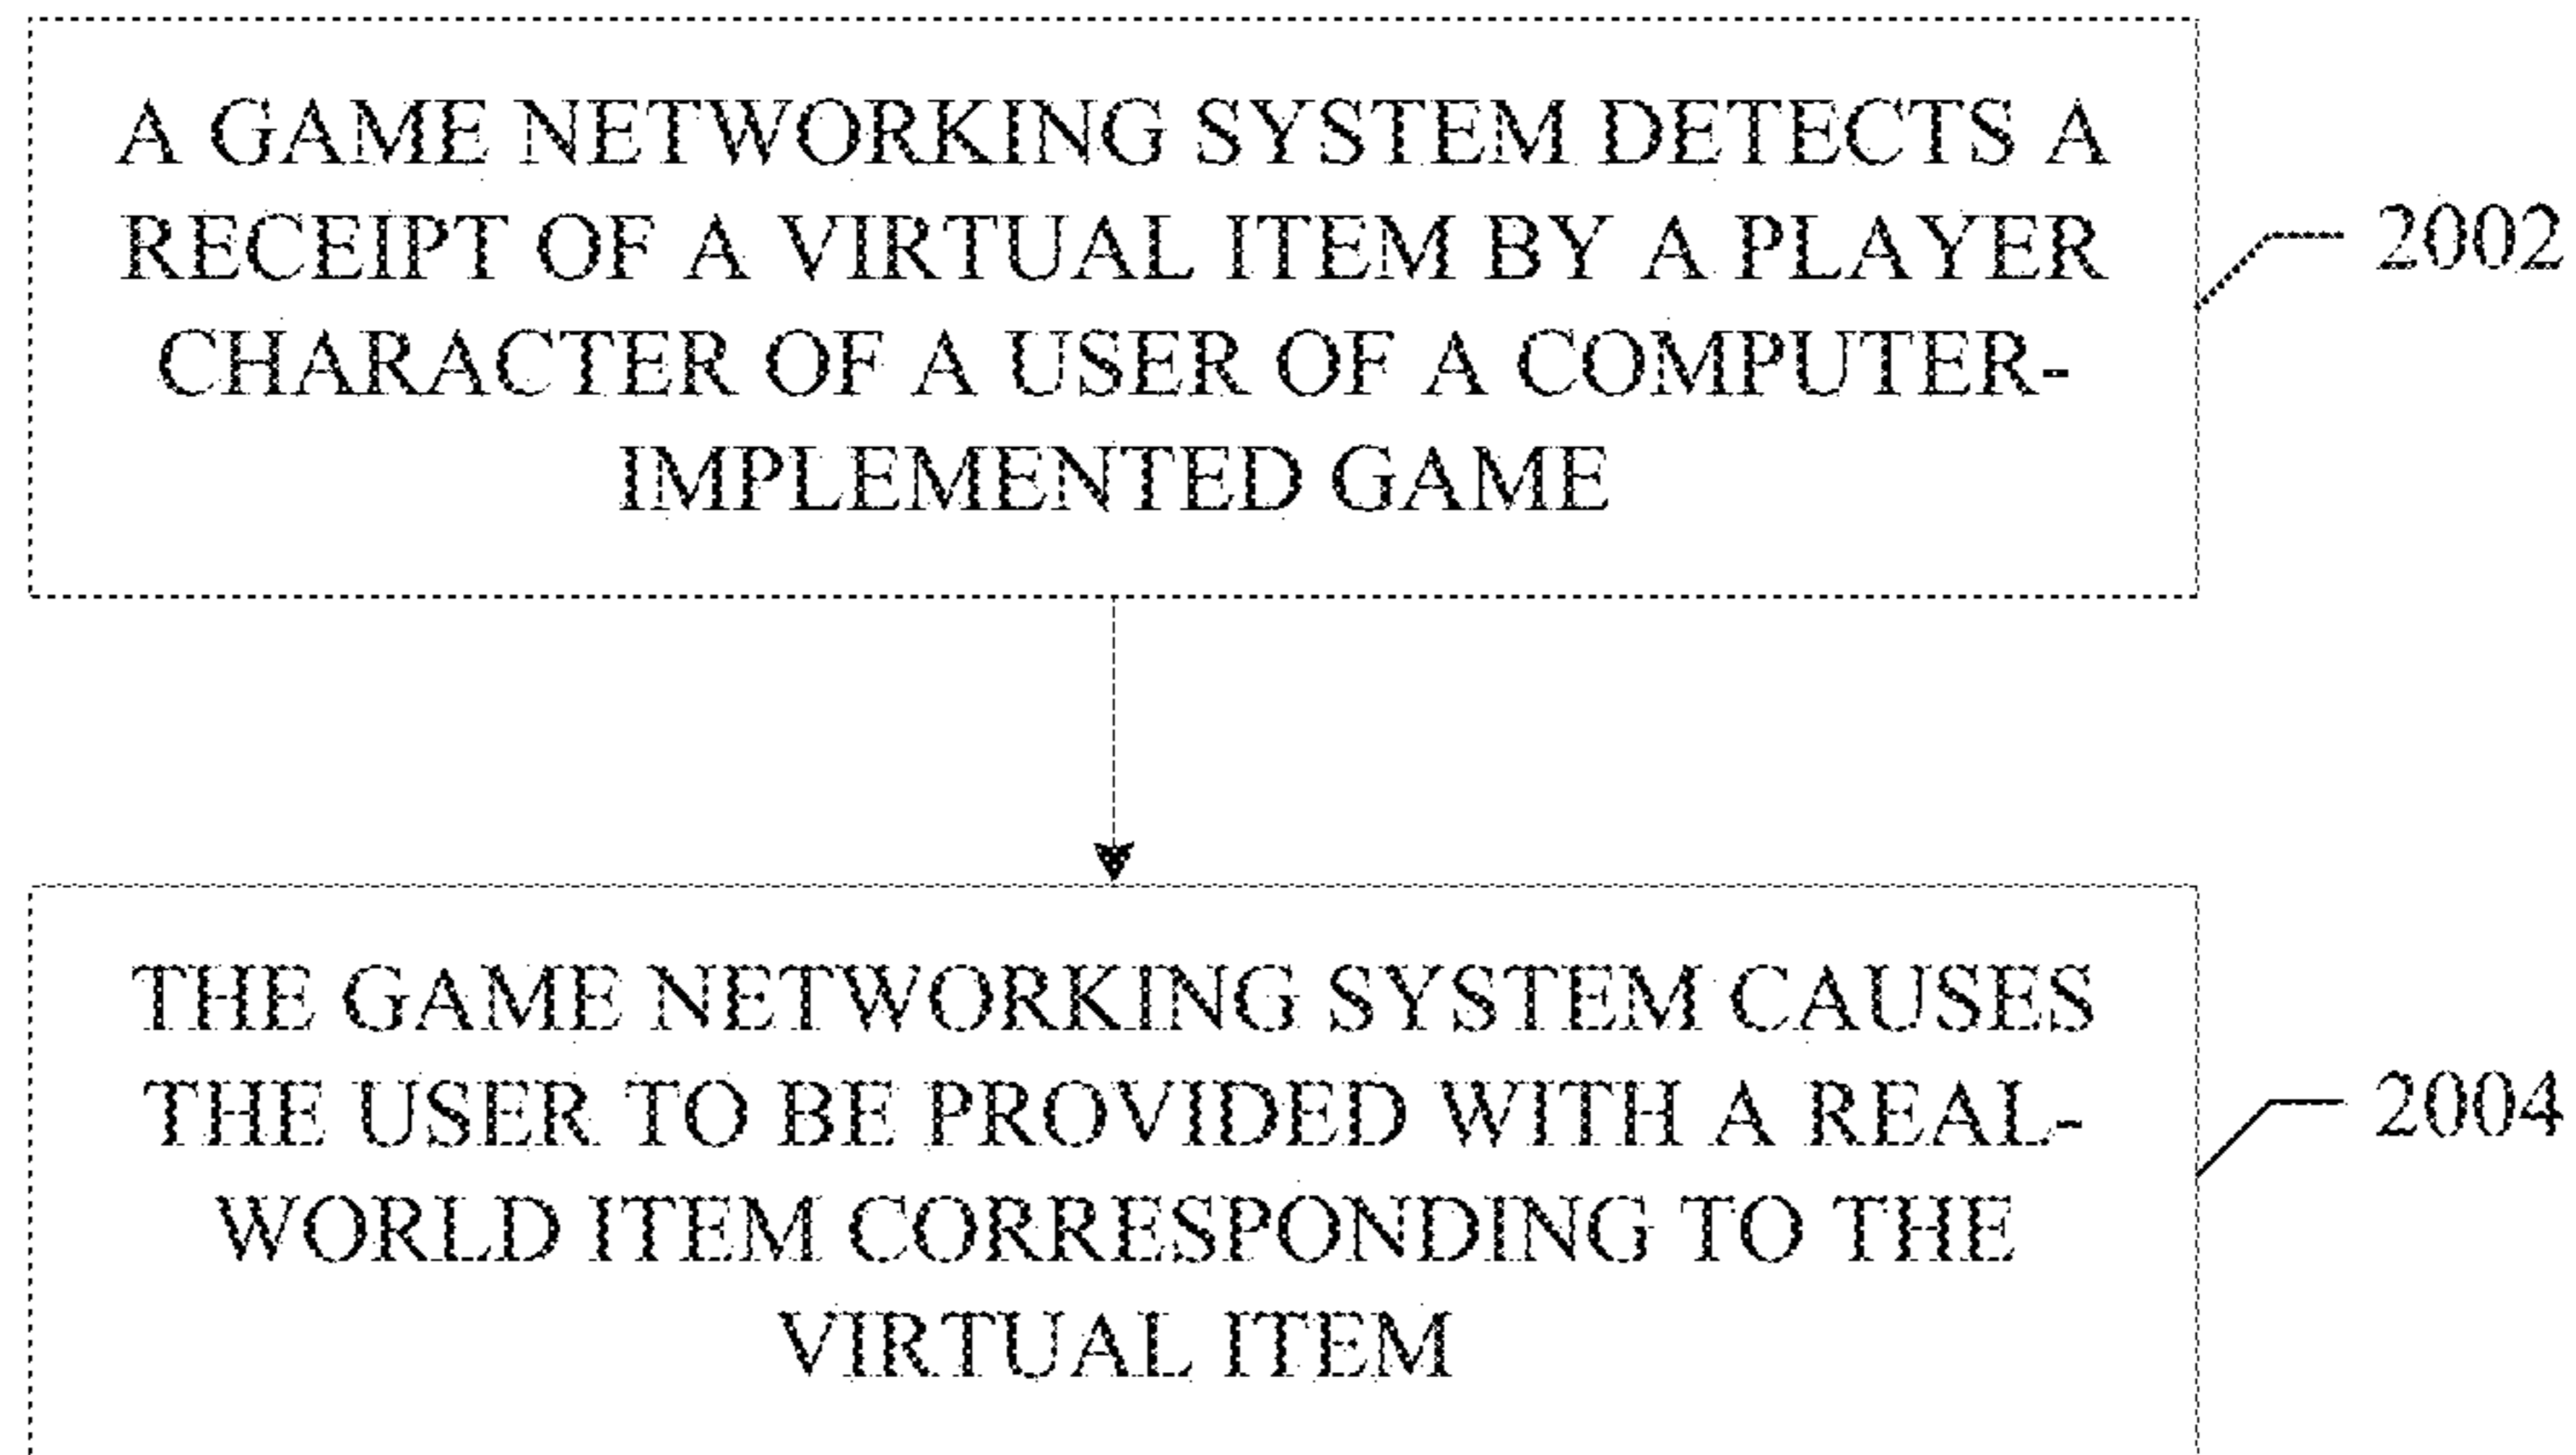 A GAME NETWORKING SYSTEM DETECTS A
RECEIPT OF A VIRTUAL ITEM BY A PLAYER
CHARACTER OF A USER OF A COMPUTER-
IMPLEMENTED GAME
2002
THE GAME NETWORKING SYSTEM CAUSES
THE USER TO BE PROVIDED WITH A REAL-
WORLD ITEM CORRESPONDING TO THE
VIRTUAL ITEM
2004